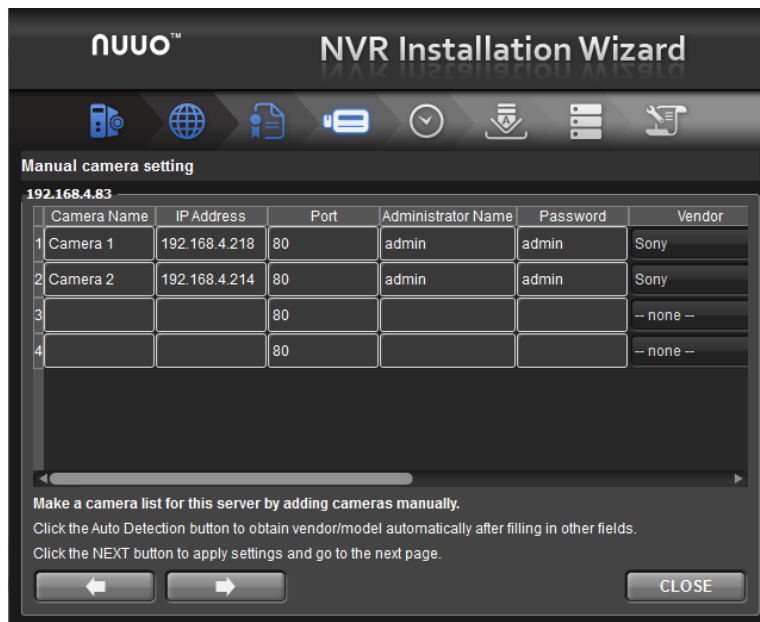 nuuo™ NVR Installation Wizard
Manual camera setting
192.168.4.83
Camera Name IP Address Port Administrator Name Password Vendor
1 Camera 1 192.168.4.218 80 admin admin Sony
2 Camera 2 192.168.4.214 80 admin admin Sony
3 80 -- none --
4 80 -- none --
Make a camera list for this server by adding cameras manually.
Click the Auto Detection button to obtain vendor/model automatically after filling in other fields.
Click the NEXT button to apply settings and go to the next page.
CLOSE